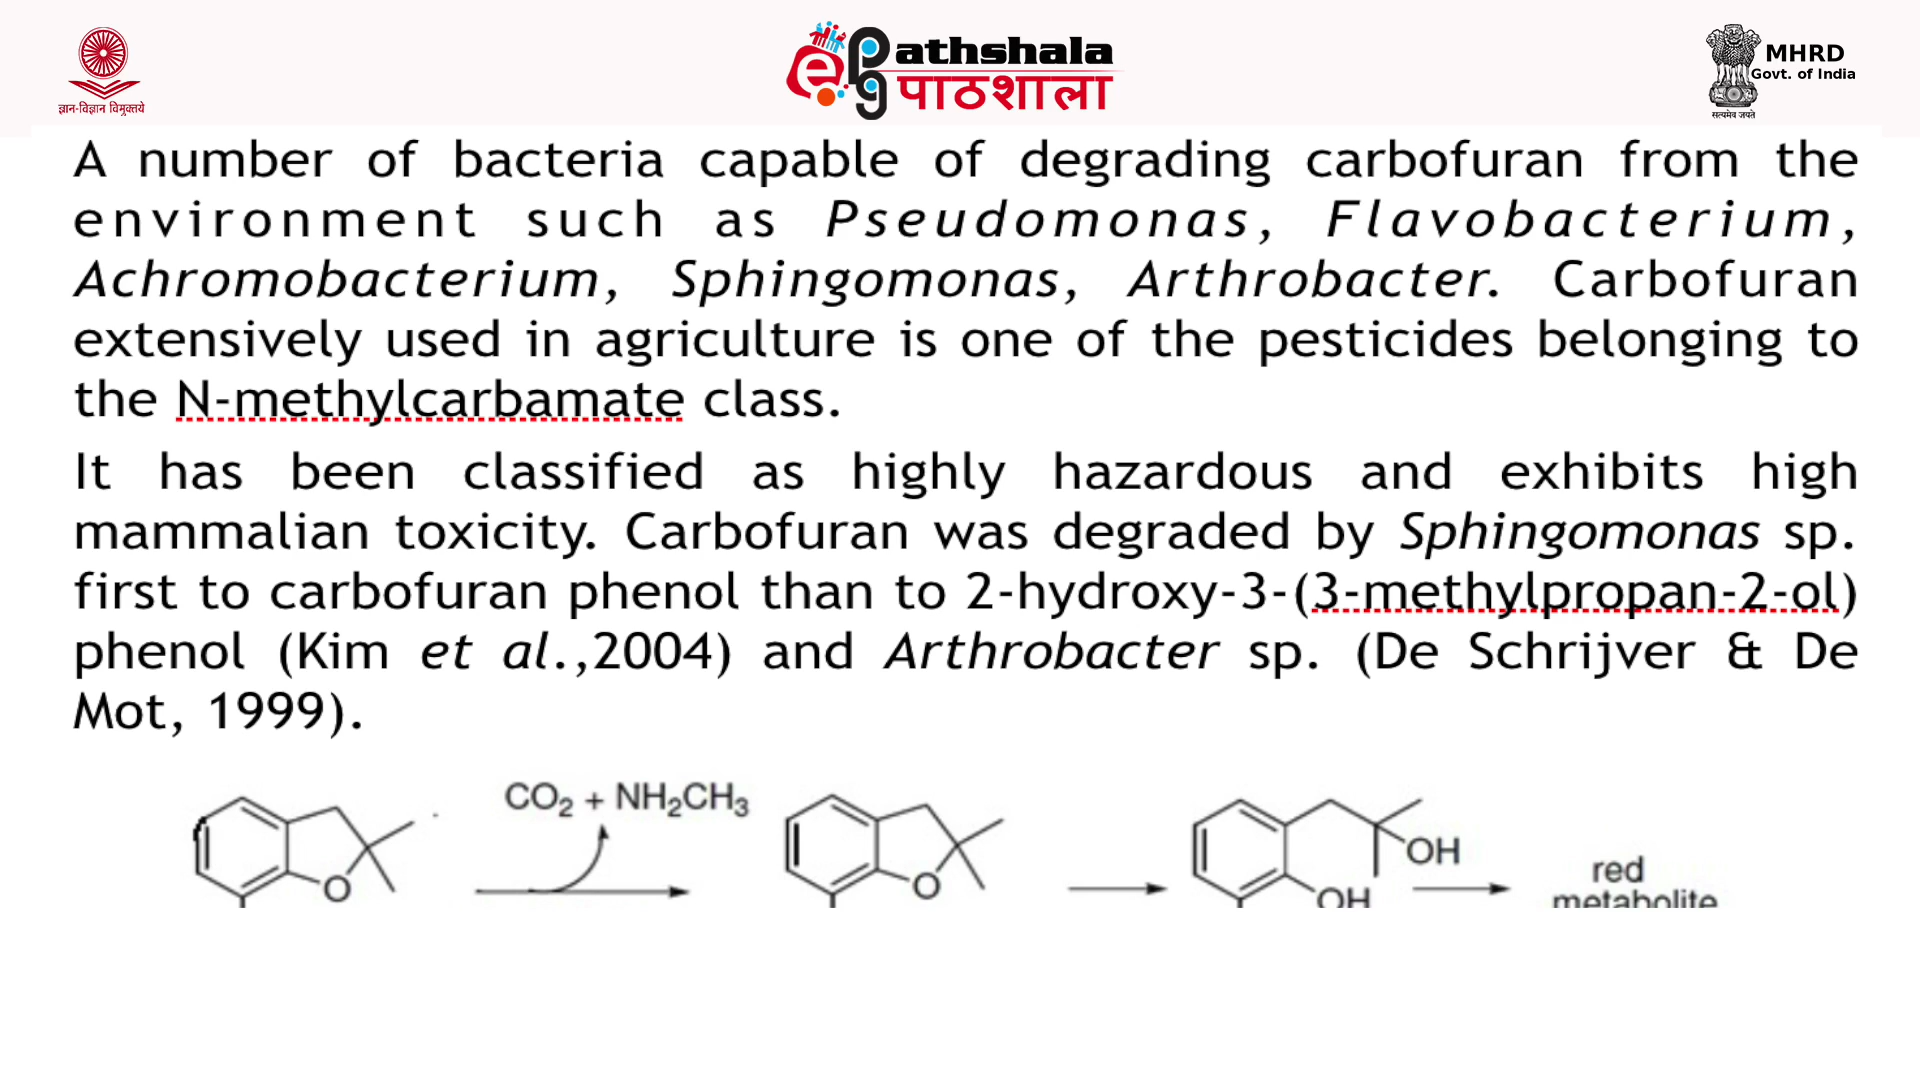 ज्ञान-विज्ञान विमुक्तये
ePathshala
पाठशाला
MHRD
Govt. of India
सत्यमेव जयते
A number of bacteria capable of degrading carbofuran from the
environment such as Pseudomonas, Flavobacterium,
Achromobacterium, Sphingomonas, Arthrobacter. Carbofuran
extensively used in agriculture is one of the pesticides belonging to
the N-methylcarbamate class.
It has been classified as highly hazardous and exhibits high
mammalian toxicity. Carbofuran was degraded by Sphingomonas sp.
first to carbofuran phenol than to 2-hydroxy-3-(3-methylpropan-2-ol)
phenol (Kim et al.,2004) and Arthrobacter sp. (De Schrijver & De
Mot, 1999).
CO₂ + NH₂CH₃
O
O
OH
OH
red
metabolite